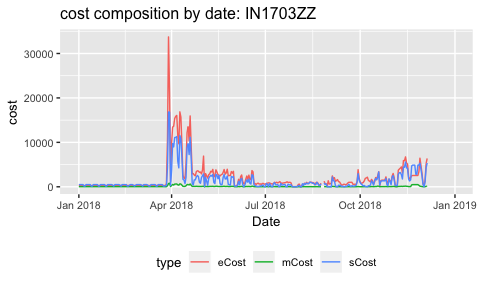 cost composition by date: IN1703ZZ
30000
20000
10000
0
cost
Jan 2018 Apr 2018 Jul 2018 Oct 2018 Jan 2019
Date
type eCost mCost sCost